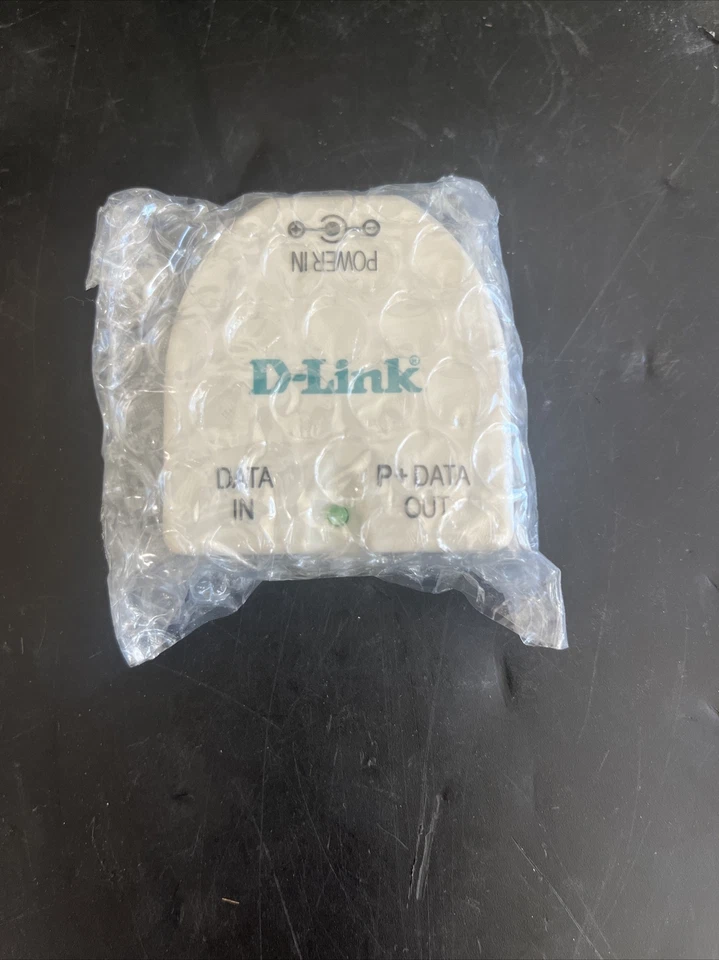 POWER IN
D-Link®
DATA
IN
P+DATA
OUT